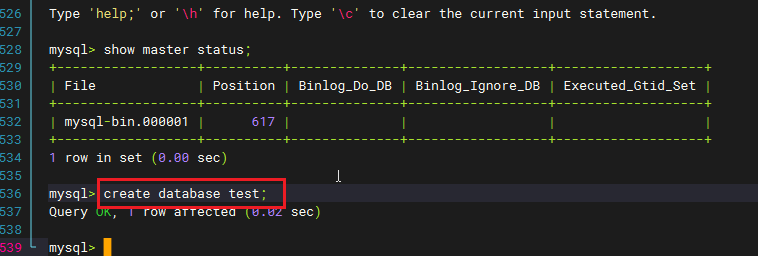 526 Type 'help;' or '\h' for help. Type '\c' to clear the current input statement.
527
528 mysql> show master status;
529 +------------------+----------+--------------+------------------+-------------------+
530 | File             | Position | Binlog_Do_DB | Binlog_Ignore_DB | Executed_Gtid_Set |
531 +------------------+----------+--------------+------------------+-------------------+
532 | mysql-bin.000001 |      617 |              |                  |                   |
533 +------------------+----------+--------------+------------------+-------------------+
534 1 row in set (0.00 sec)
535
536 mysql> create database test;
537 Query OK, 1 row affected (0.02 sec)
538
539 mysql>